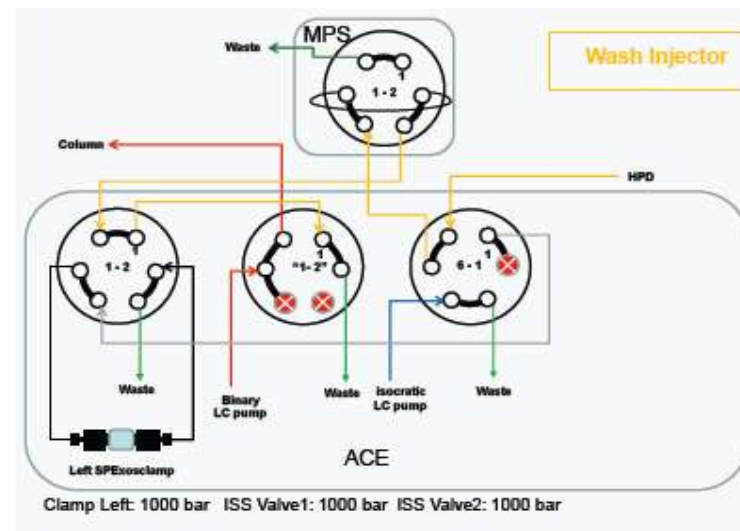 MPS
Waste
Wash Injector
1
1 - 2
Column
HPD
1
1 - 2
1
"1- 2"
1
6 - 1
Waste
Binary
LC pump
Waste
isocratic
LC pump
Waste
Left SPExosclamp
ACE
Clamp Left: 1000 bar ISS Valve1: 1000 bar ISS Valve2: 1000 bar